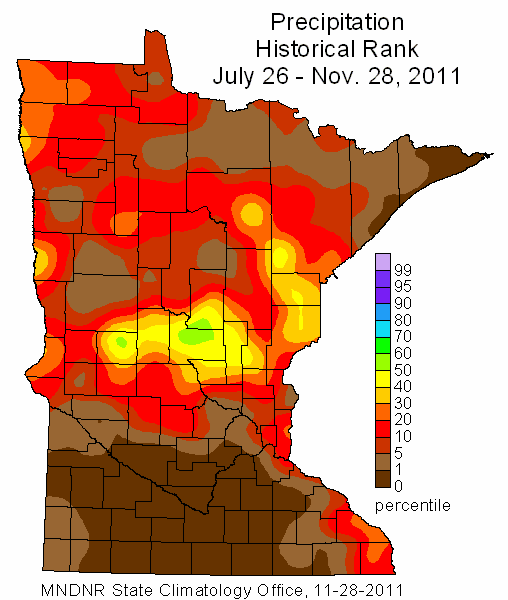 Precipitation
Historical Rank
July 26 - Nov. 28, 2011
99
95
90
80
70
60
50
40
30
20
10
5
1
0
percentile
MNDNR State Climatology Office, 11-28-2011